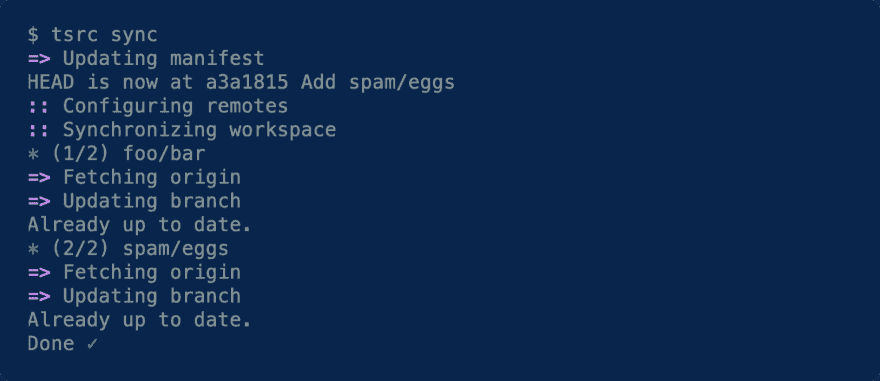 $ tsrc sync
=> Updating manifest
HEAD is now at a3a1815 Add spam/eggs
:: Configuring remotes
:: Synchronizing workspace
* (1/2) foo/bar
=> Fetching origin
=> Updating branch
Already up to date.
* (2/2) spam/eggs
=> Fetching origin
=> Updating branch
Already up to date.
Done ✓